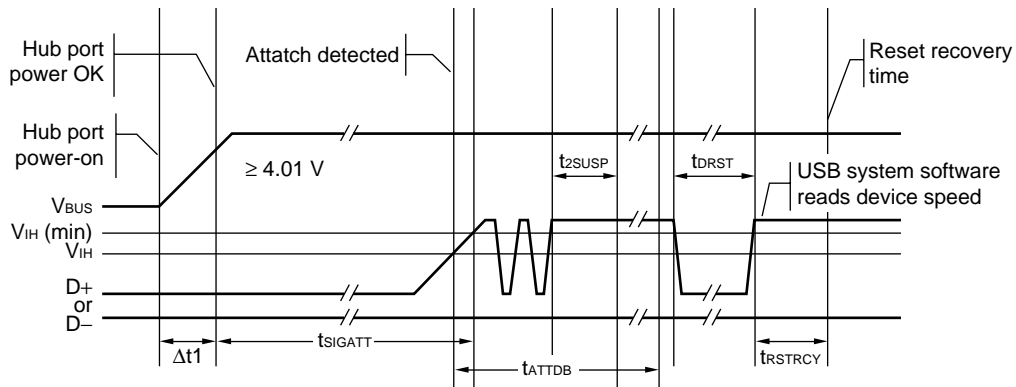 Hub port
power OK
Attatch detected
Reset recovery
time
Hub port
power-on
≥ 4.01 V
t2SUSP
tDRST
USB system software
reads device speed
VBUS
VIH (min)
VIH
D+
or
D−
Δt1
tSIGATT
tATTDB
tRSTRCY